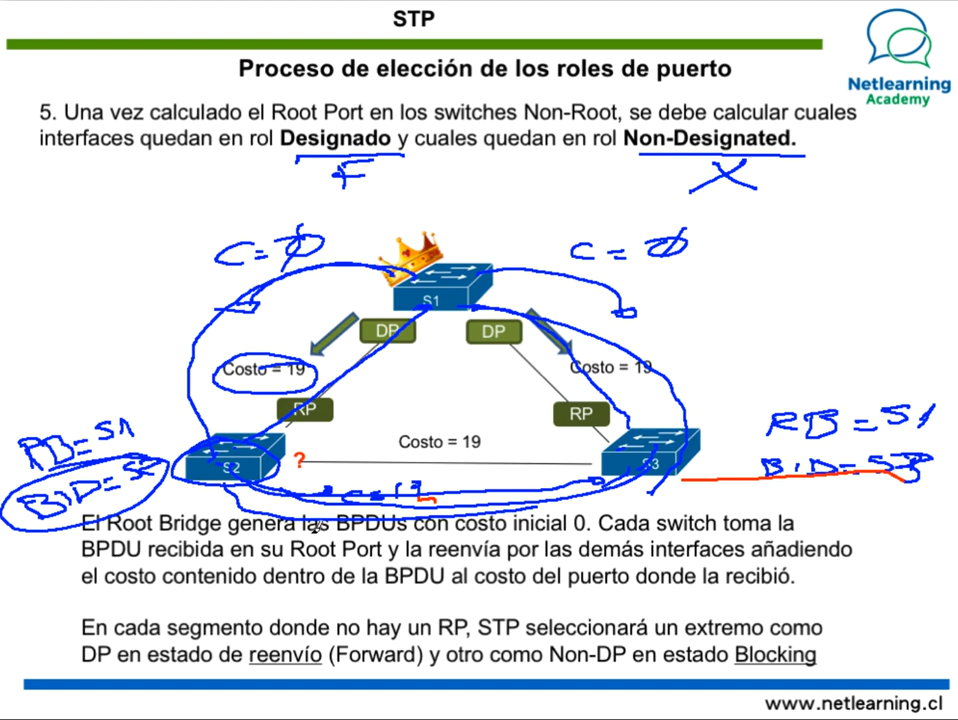 STP
Netlearning
Academy
Proceso de elección de los roles de puerto
5. Una vez calculado el Root Port en los switches Non-Root, se debe calcular cuales
interfaces quedan en rol Designado y cuales quedan en rol Non-Designated.
F
X
C=Ø
C=Ø
S1
DP
DP
Costo = 19
Costo = 19
RP
RP
RB=S1
RB=S1
Costo = 19
S2
?
S3
BID=S2
El Root Bridge genera las BPDUs con costo inicial 0. Cada switch toma la
BPDU recibida en su Root Port y la reenvía por las demás interfaces añadiendo
el costo contenido dentro de la BPDU al costo del puerto donde la recibió.
En cada segmento donde no hay un RP, STP seleccionará un extremo como
DP en estado de reenvío (Forward) y otro como Non-DP en estado Blocking
www.netlearning.cl